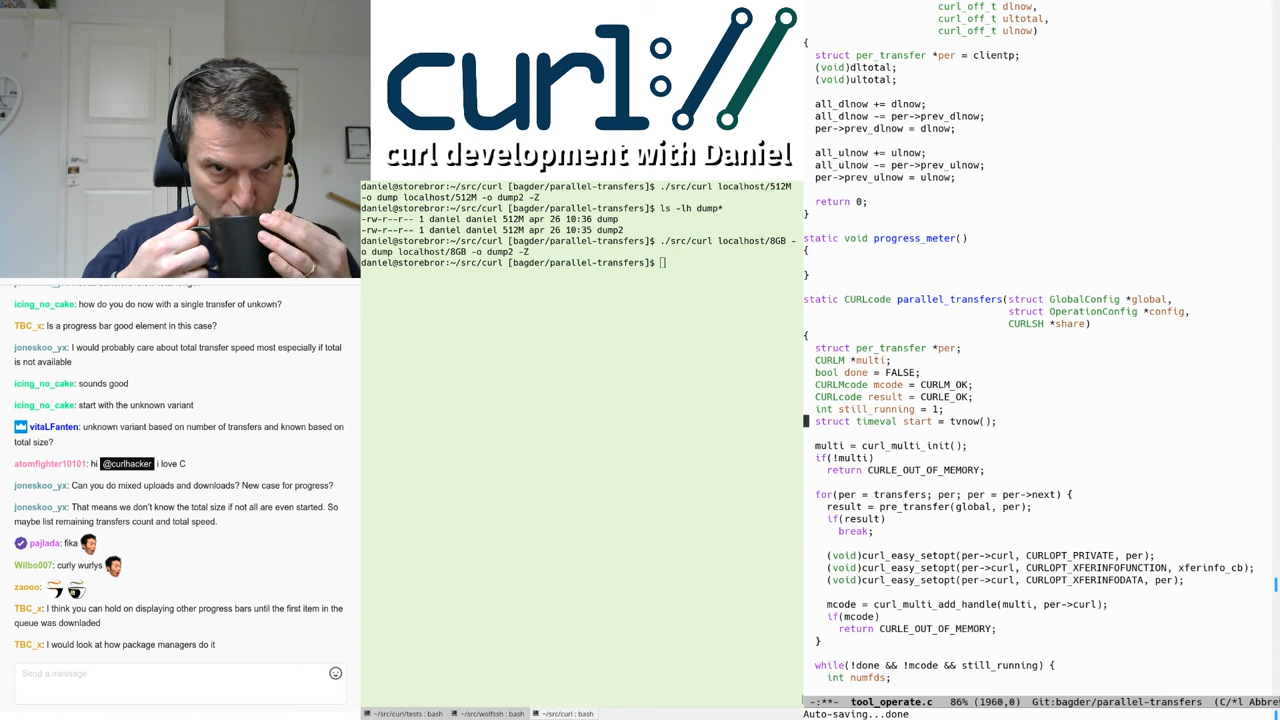 icing_no_cake: how do you do now with a single transfer of unkown?
TBC_x: Is a progress bar good element in this case?
joneskoo_yx: I would probably care about total transfer speed most especially if total
is not available
icing_no_cake: sounds good
icing_no_cake: start with the unknown variant
vitaLFanten: unknown variant based on number of transfers and known based on
total size?
atomfighter10101: hi @curlhacker i love C
joneskoo_yx: Can you do mixed uploads and downloads? New case for progress?
joneskoo_yx: That means we don't know the total size if not all are even started. So
maybe list remaining transfers count and total speed.
pajlada: fika
Wilbo007: curly wurlys
zaooo:
TBC_x: I think you can hold on displaying other progress bars until the first item in the
queue was downladed
TBC_x: I would look at how package managers do it
Send a message
curl://
curl development with Daniel
daniel@storebror:~/src/curl [bagder/parallel-transfers]$ ./src/curl localhost/512M
-o dump localhost/512M -o dump2 -Z
daniel@storebror:~/src/curl [bagder/parallel-transfers]$ ls -lh dump*
-rw-r--r-- 1 daniel daniel 512M apr 26 10:36 dump
-rw-r--r-- 1 daniel daniel 512M apr 26 10:35 dump2
daniel@storebror:~/src/curl [bagder/parallel-transfers]$ ./src/curl localhost/8GB -
o dump localhost/8GB -o dump2 -Z
daniel@storebror:~/src/curl [bagder/parallel-transfers]$
~/src/curl/tests : bash
~/src/wolfssh : bash
~/src/curl : bash
curl_off_t dlnow,
curl_off_t ultotal,
curl_off_t ulnow)
{
struct per_transfer *per = clientp;
(void)dltotal;
(void)ultotal;
all_dlnow += dlnow;
all_dlnow -= per->prev_dlnow;
per->prev_dlnow = dlnow;
all_ulnow += ulnow;
all_ulnow -= per->prev_ulnow;
per->prev_ulnow = ulnow;
return 0;
}
static void progress_meter()
{
}
static CURLcode parallel_transfers(struct GlobalConfig *global,
struct OperationConfig *config,
CURLSH *share)
{
struct per_transfer *per;
CURLM *multi;
bool done = FALSE;
CURLMcode mcode = CURLM_OK;
CURLcode result = CURLE_OK;
int still_running = 1;
struct timeval start = tvnow();
multi = curl_multi_init();
if(!multi)
return CURLE_OUT_OF_MEMORY;
for(per = transfers; per; per = per->next) {
result = pre_transfer(global, per);
if(result)
break;
(void)curl_easy_setopt(per->curl, CURLOPT_PRIVATE, per);
(void)curl_easy_setopt(per->curl, CURLOPT_XFERINFOFUNCTION, xferinfo_cb);
(void)curl_easy_setopt(per->curl, CURLOPT_XFERINFODATA, per);
mcode = curl_multi_add_handle(multi, per->curl);
if(mcode)
return CURLE_OUT_OF_MEMORY;
}
while(!done && !mcode && still_running) {
int numfds;
-:**- tool_operate.c 86% (1960,0) Git:bagder/parallel-transfers (C/*l Abbre
Auto-saving...done